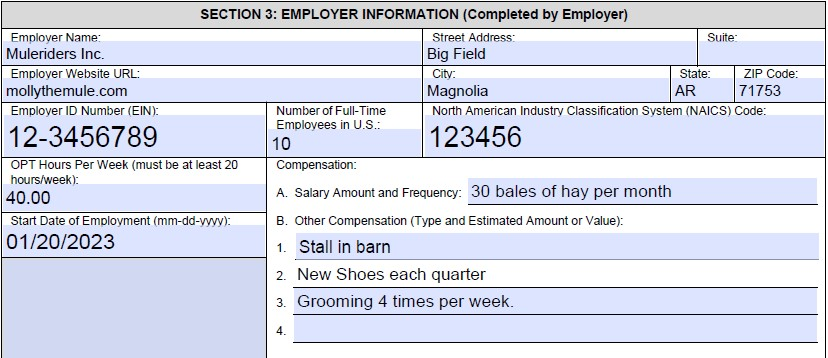 SECTION 3: EMPLOYER INFORMATION (Completed by Employer)
Employer Name: Street Address: Suite:
Muleriders Inc. Big Field
Employer Website URL: City: State: ZIP Code:
mollythemule.com Magnolia AR 71753
Employer ID Number (EIN):
12-3456789
Number of Full-Time
Employees in U.S.:
10
North American Industry Classification System (NAICS) Code:
123456
OPT Hours Per Week (must be at least 20
hours/week):
40.00
Start Date of Employment (mm-dd-yyyy):
01/20/2023
Compensation:
A. Salary Amount and Frequency: 30 bales of hay per month
B. Other Compensation (Type and Estimated Amount or Value):
1. Stall in barn
2. New Shoes each quarter
3. Grooming 4 times per week.
4.